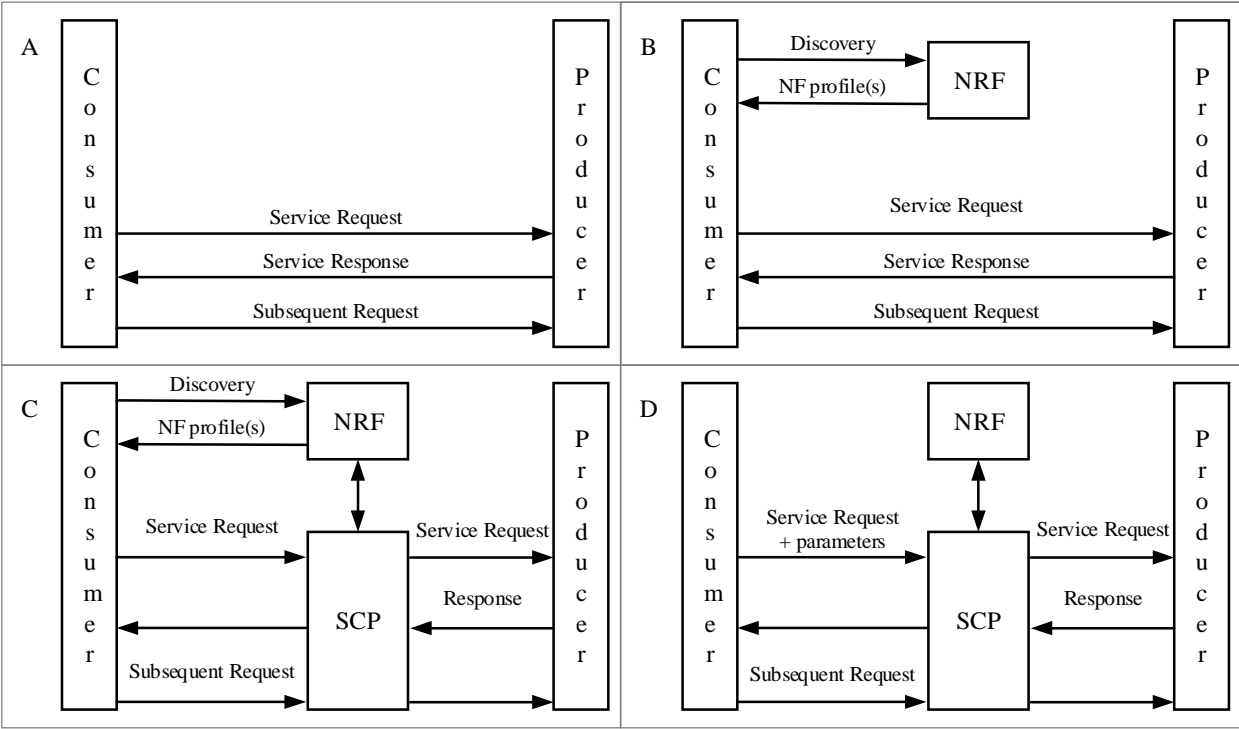 A
Consumer
Producer
Service Request
Service Response
Subsequent Request
B
Consumer
Discovery
NF profile(s)
NRF
Producer
Service Request
Service Response
Subsequent Request
C
Consumer
Discovery
NF profile(s)
NRF
Producer
Service Request
Service Request
Response
SCP
Subsequent Request
D
Consumer
NRF
Producer
Service Request
+ parameters
Service Request
Response
SCP
Subsequent Request